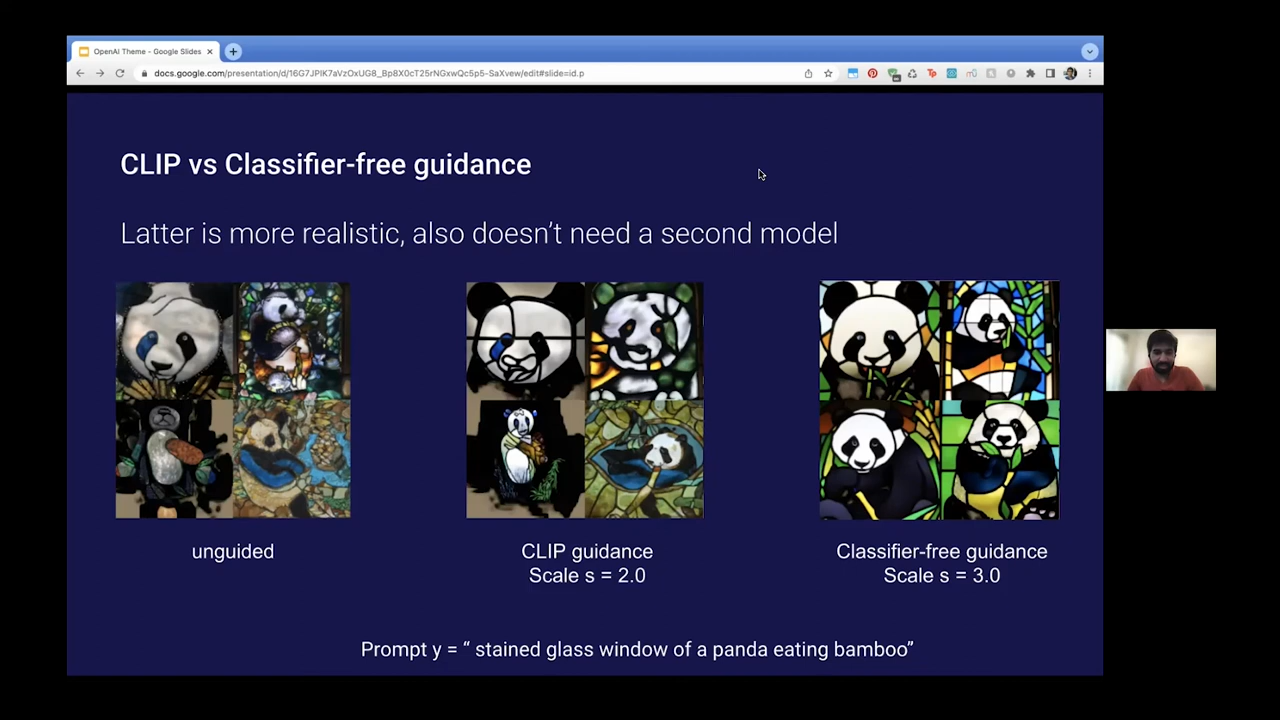 OpenAI Theme - Google Slides
docs.google.com/presentation/d/16G7JPIK7aVzOxUG8_Bp8X0cT25rNGxwQc5p5-SaXvew/edit#slide=id.p
CLIP vs Classifier-free guidance
Latter is more realistic, also doesn't need a second model
unguided
CLIP guidance
Scale s = 2.0
Classifier-free guidance
Scale s = 3.0
Prompt y = “ stained glass window of a panda eating bamboo”